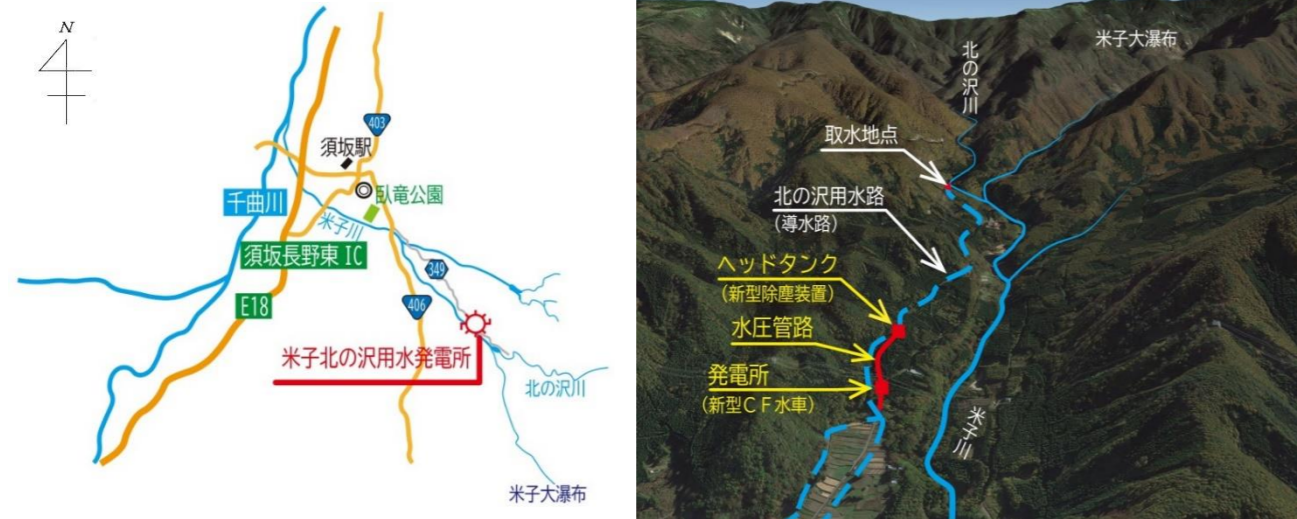 N
403
須坂駅
臥竜公園
千曲川
米子川
須坂長野東 IC
349
E18
406
米子北の沢用水発電所
北の沢川
米子大瀑布
米子大瀑布
北の沢川
取水地点
北の沢用水路
(導水路)
ヘッドタンク
(新型除塵装置)
水圧管路
発電所
(新型CF水車)
米子川